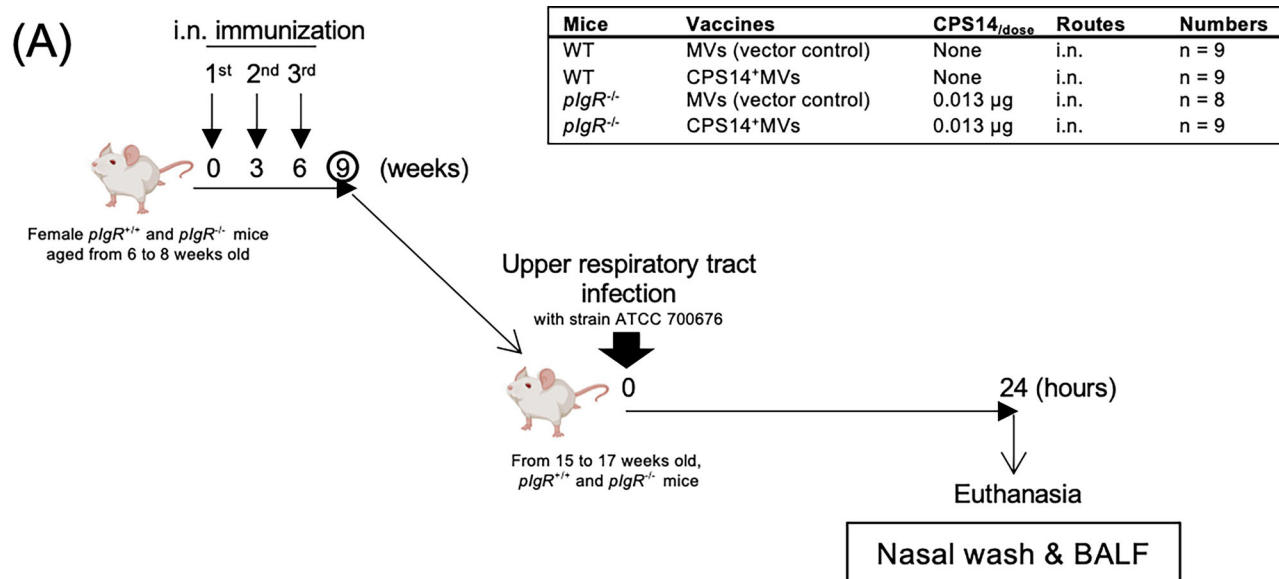 (A)
i.n. immunization
1st 2nd 3rd
0 3 6 9 (weeks)
Female pIgR+/+ and pIgR-/- mice
aged from 6 to 8 weeks old
Mice Vaccines CPS14/dose Routes Numbers
WT MVs (vector control) None i.n. n = 9
WT CPS14+MVs None i.n. n = 9
pIgR-/- MVs (vector control) 0.013 µg i.n. n = 8
pIgR-/- CPS14+MVs 0.013 µg i.n. n = 9
Upper respiratory tract
infection
with strain ATCC 700676
0 24 (hours)
From 15 to 17 weeks old,
pIgR+/+ and pIgR-/- mice
Euthanasia
Nasal wash & BALF